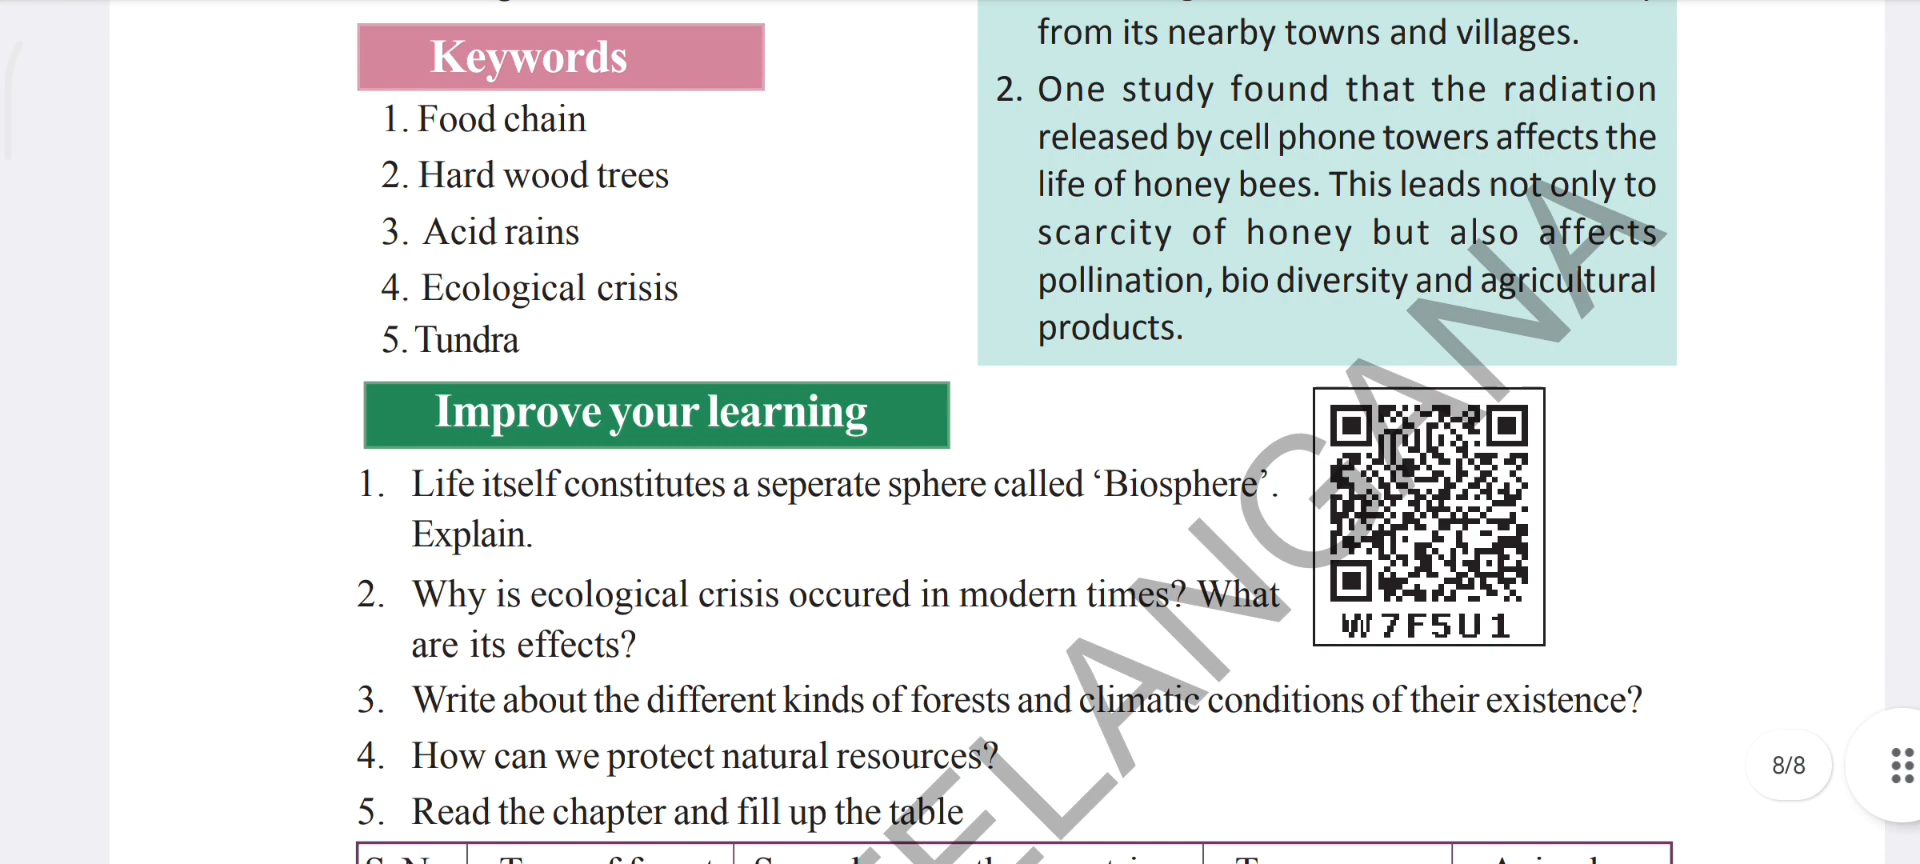 Keywords
1. Food chain
2. Hard wood trees
3. Acid rains
4. Ecological crisis
5. Tundra
from its nearby towns and villages.
2. One study found that the radiation
released by cell phone towers affects the
life of honey bees. This leads not only to
scarcity of honey but also affects
pollination, bio diversity and agricultural
products.
Improve your learning
1. Life itself constitutes a seperate sphere called ‘Biosphere’.
Explain.
2. Why is ecological crisis occured in modern times? What
are its effects?
3. Write about the different kinds of forests and climatic conditions of their existence?
4. How can we protect natural resources?
5. Read the chapter and fill up the table
W7F5U1
TELANGANA
8/8